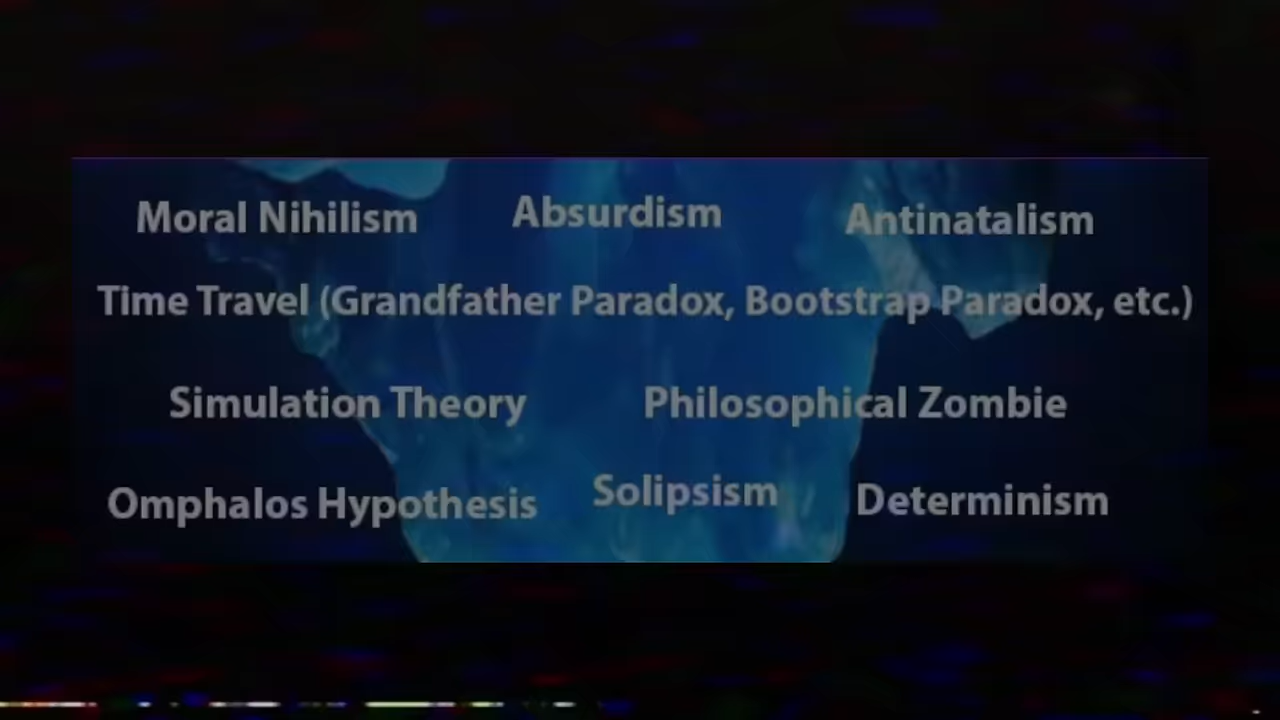 Moral Nihilism Absurdism Antinatalism
Time Travel (Grandfather Paradox, Bootstrap Paradox, etc.)
Simulation Theory Philosophical Zombie
Omphalos Hypothesis Solipsism Determinism